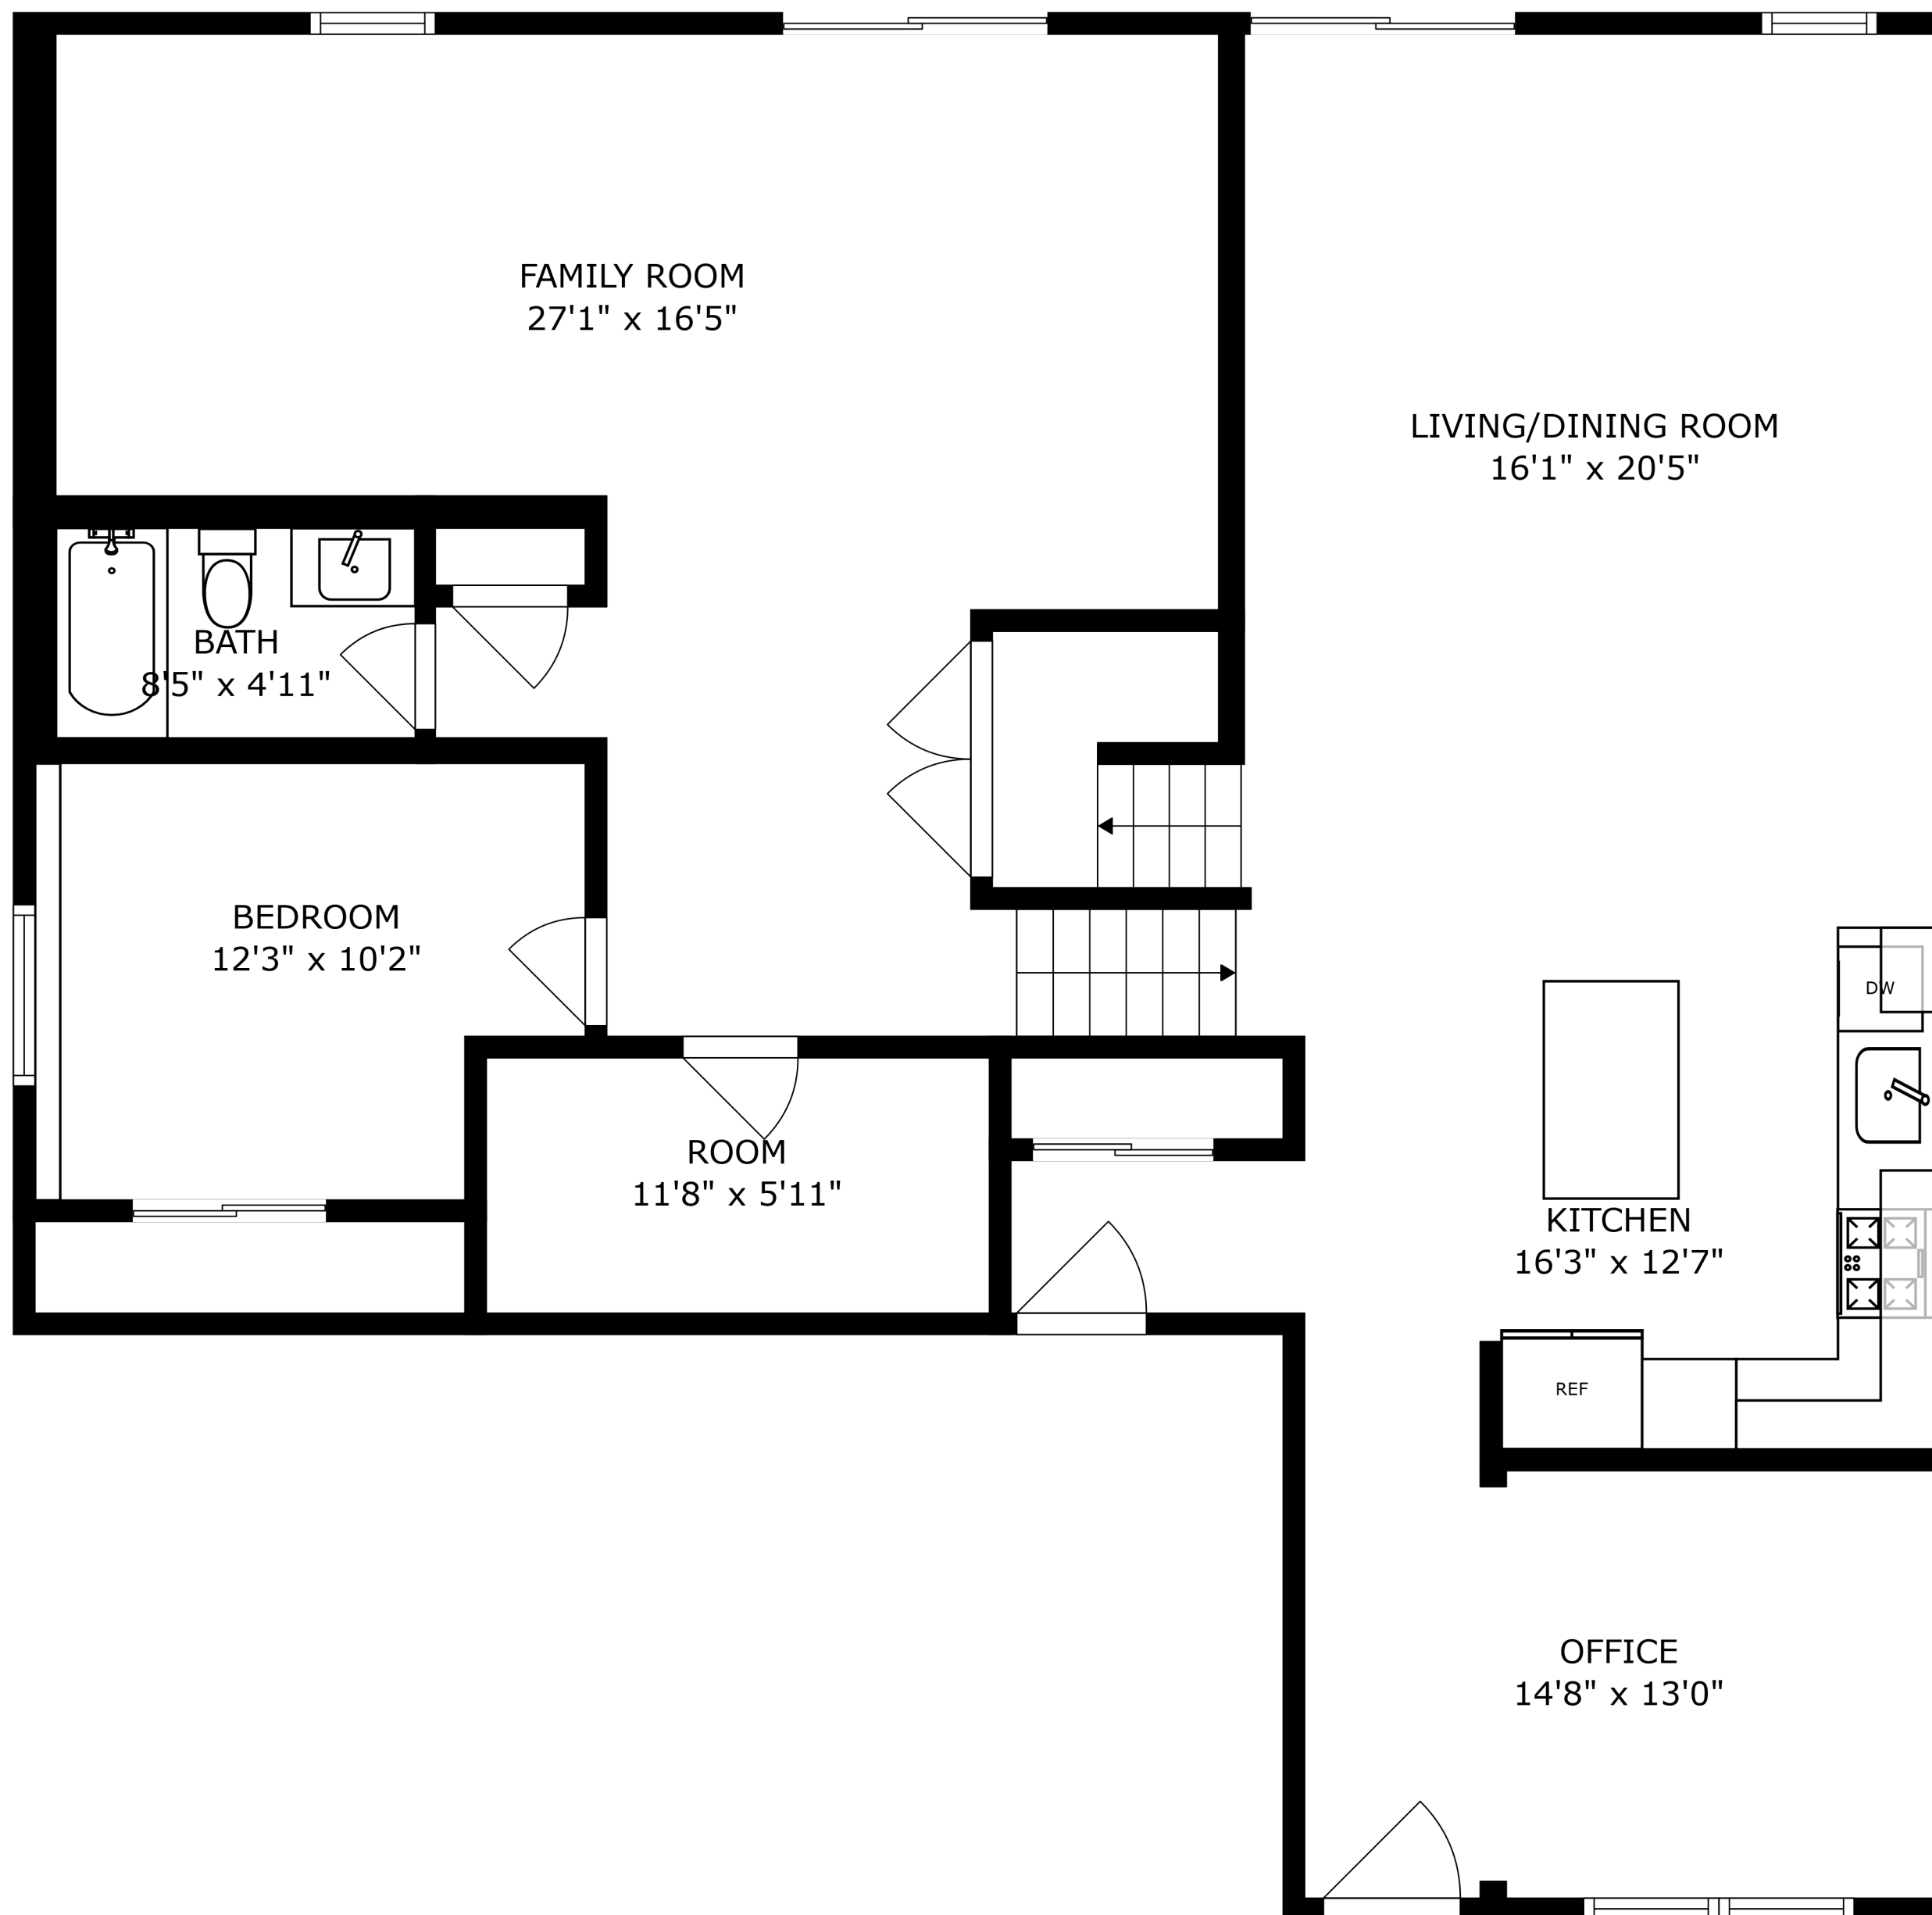 FAMILY ROOM
27'1" x 16'5"
LIVING/DINING ROOM
16'1" x 20'5"
BATH
8'5" x 4'11"
BEDROOM
12'3" x 10'2"
DW
ROOM
11'8" x 5'11"
KITCHEN
16'3" x 12'7"
REF
OFFICE
14'8" x 13'0"